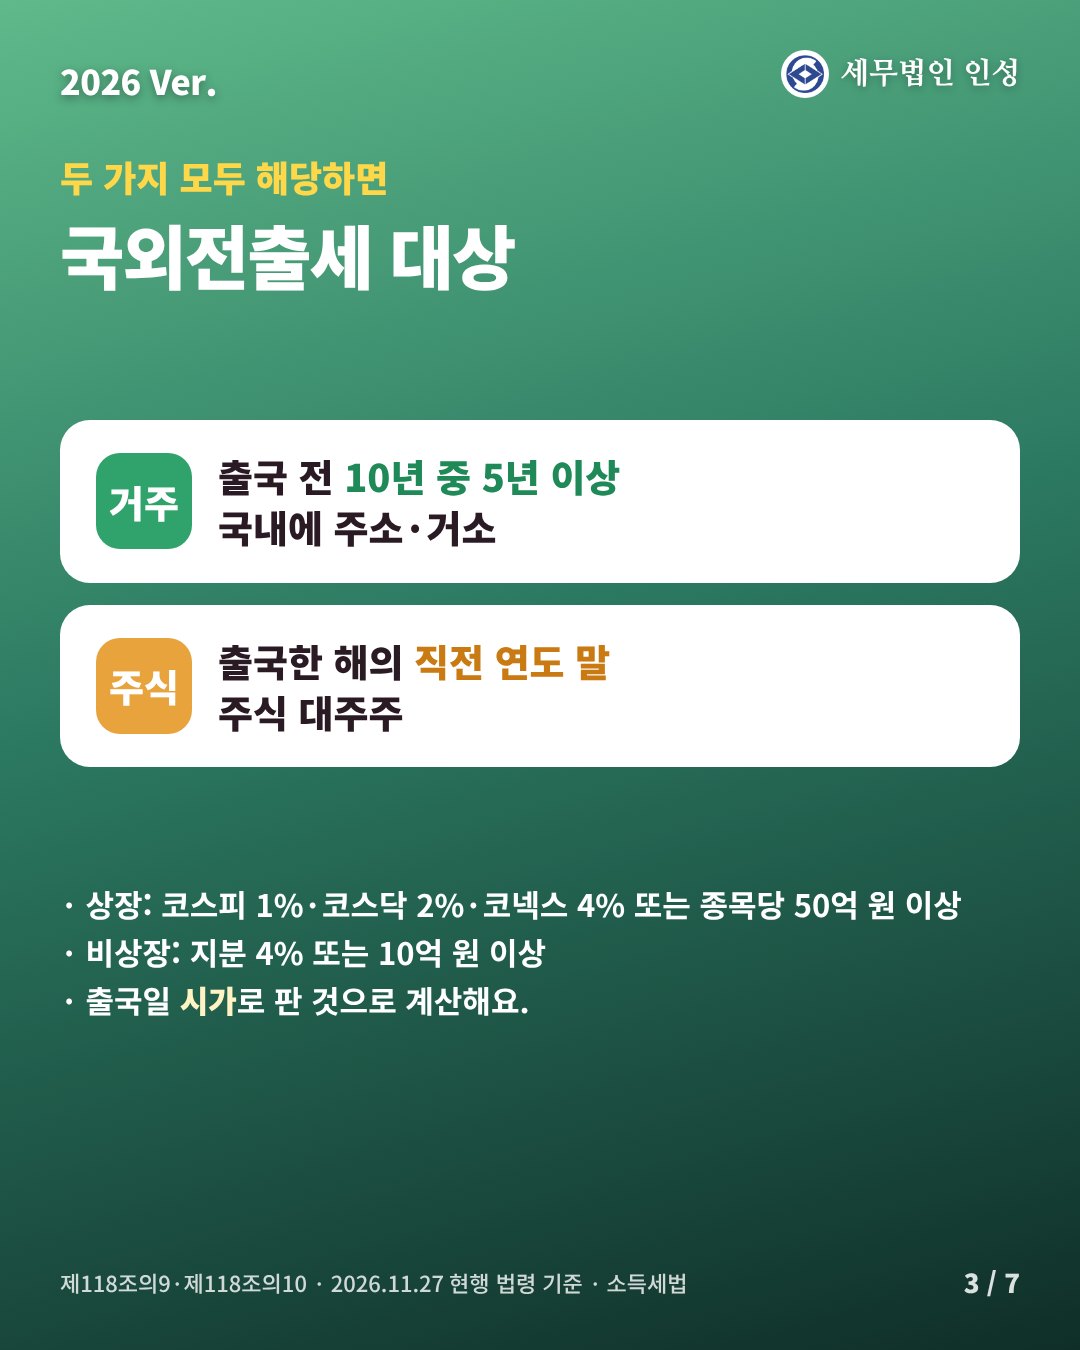 2026 Ver.
세무법인 인성
두 가지 모두 해당하면
국외전출세 대상
거주
출국 전 10년 중 5년 이상
국내에 주소·거소
주식
출국한 해의 직전 연도 말
주식 대주주
· 상장: 코스피 1%·코스닥 2%·코넥스 4% 또는 종목당 50억 원 이상
· 비상장: 지분 4% 또는 10억 원 이상
· 출국일 시가로 판 것으로 계산해요.
제118조의9·제118조의10 · 2026.11.27 현행 법령 기준 · 소득세법
3 / 7